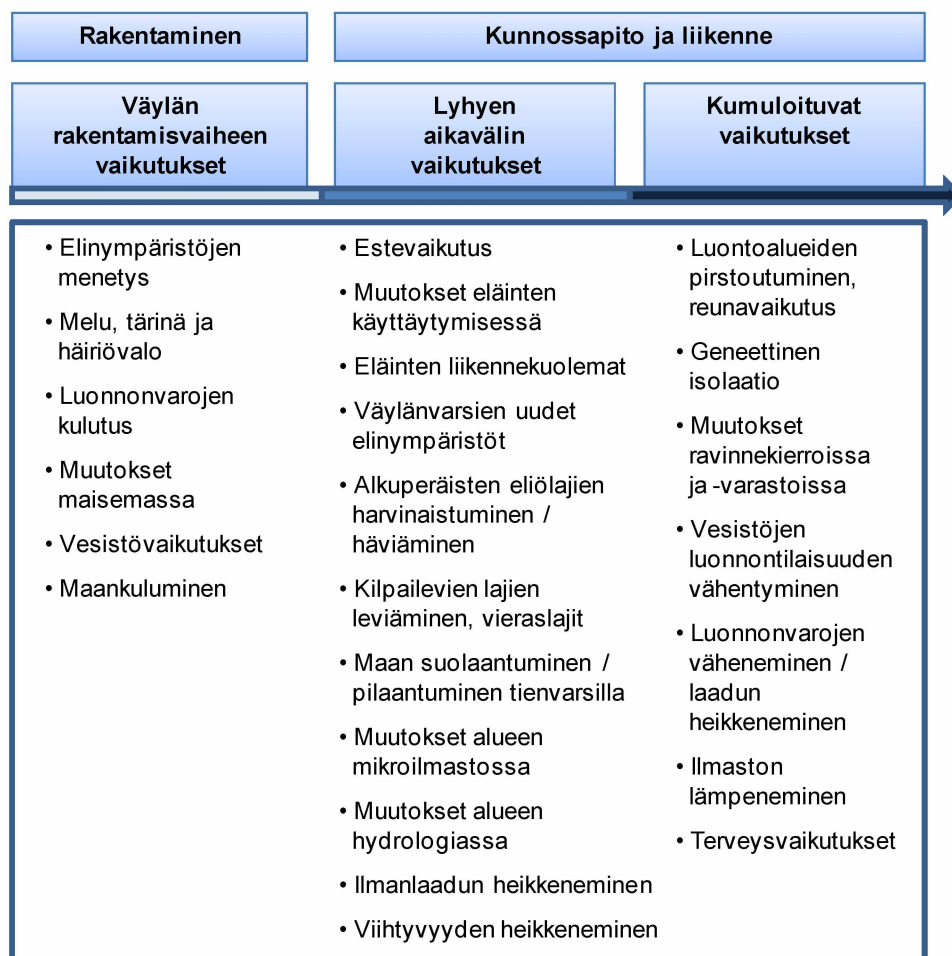 Rakentaminen
Kunnossapito ja liikenne
Väylän
rakentamisvaiheen
vaikutukset
Lyhyen
aikavälin
vaikutukset
Kumuloituvat
vaikutukset
• Elinympäristöjen
menetys
• Melu, tärinä ja
häiriövalo
• Luonnonvarojen
kulutus
• Muutokset
maisemassa
• Vesistövaikutukset
• Maankuluminen
• Estevaikutus
• Muutokset eläinten
käyttäytymisessä
• Eläinten liikennekuolemat
• Väylänvarsien uudet
elinympäristöt
• Alkuperäisten eliölajien
harvinaistuminen /
häviäminen
• Kilpailevien lajien
leviäminen, vieraslajit
• Maan suolaantuminen /
pilaantuminen tienvarsilla
• Muutokset alueen
mikroilmastossa
• Muutokset alueen
hydrologiassa
• Ilmanlaadun heikkeneminen
• Viihtyvyyden heikkeneminen
• Luontoalueiden
pirstoutuminen,
reunavaikutus
• Geneettinen
isolaatio
• Muutokset
ravinnekierroissa
ja -varastoissa
• Vesistöjen
luonnontilaisuuden
vähentyminen
• Luonnonvarojen
väheneminen /
laadun
heikkeneminen
• Ilmaston
lämpeneminen
• Terveysvaikutukset